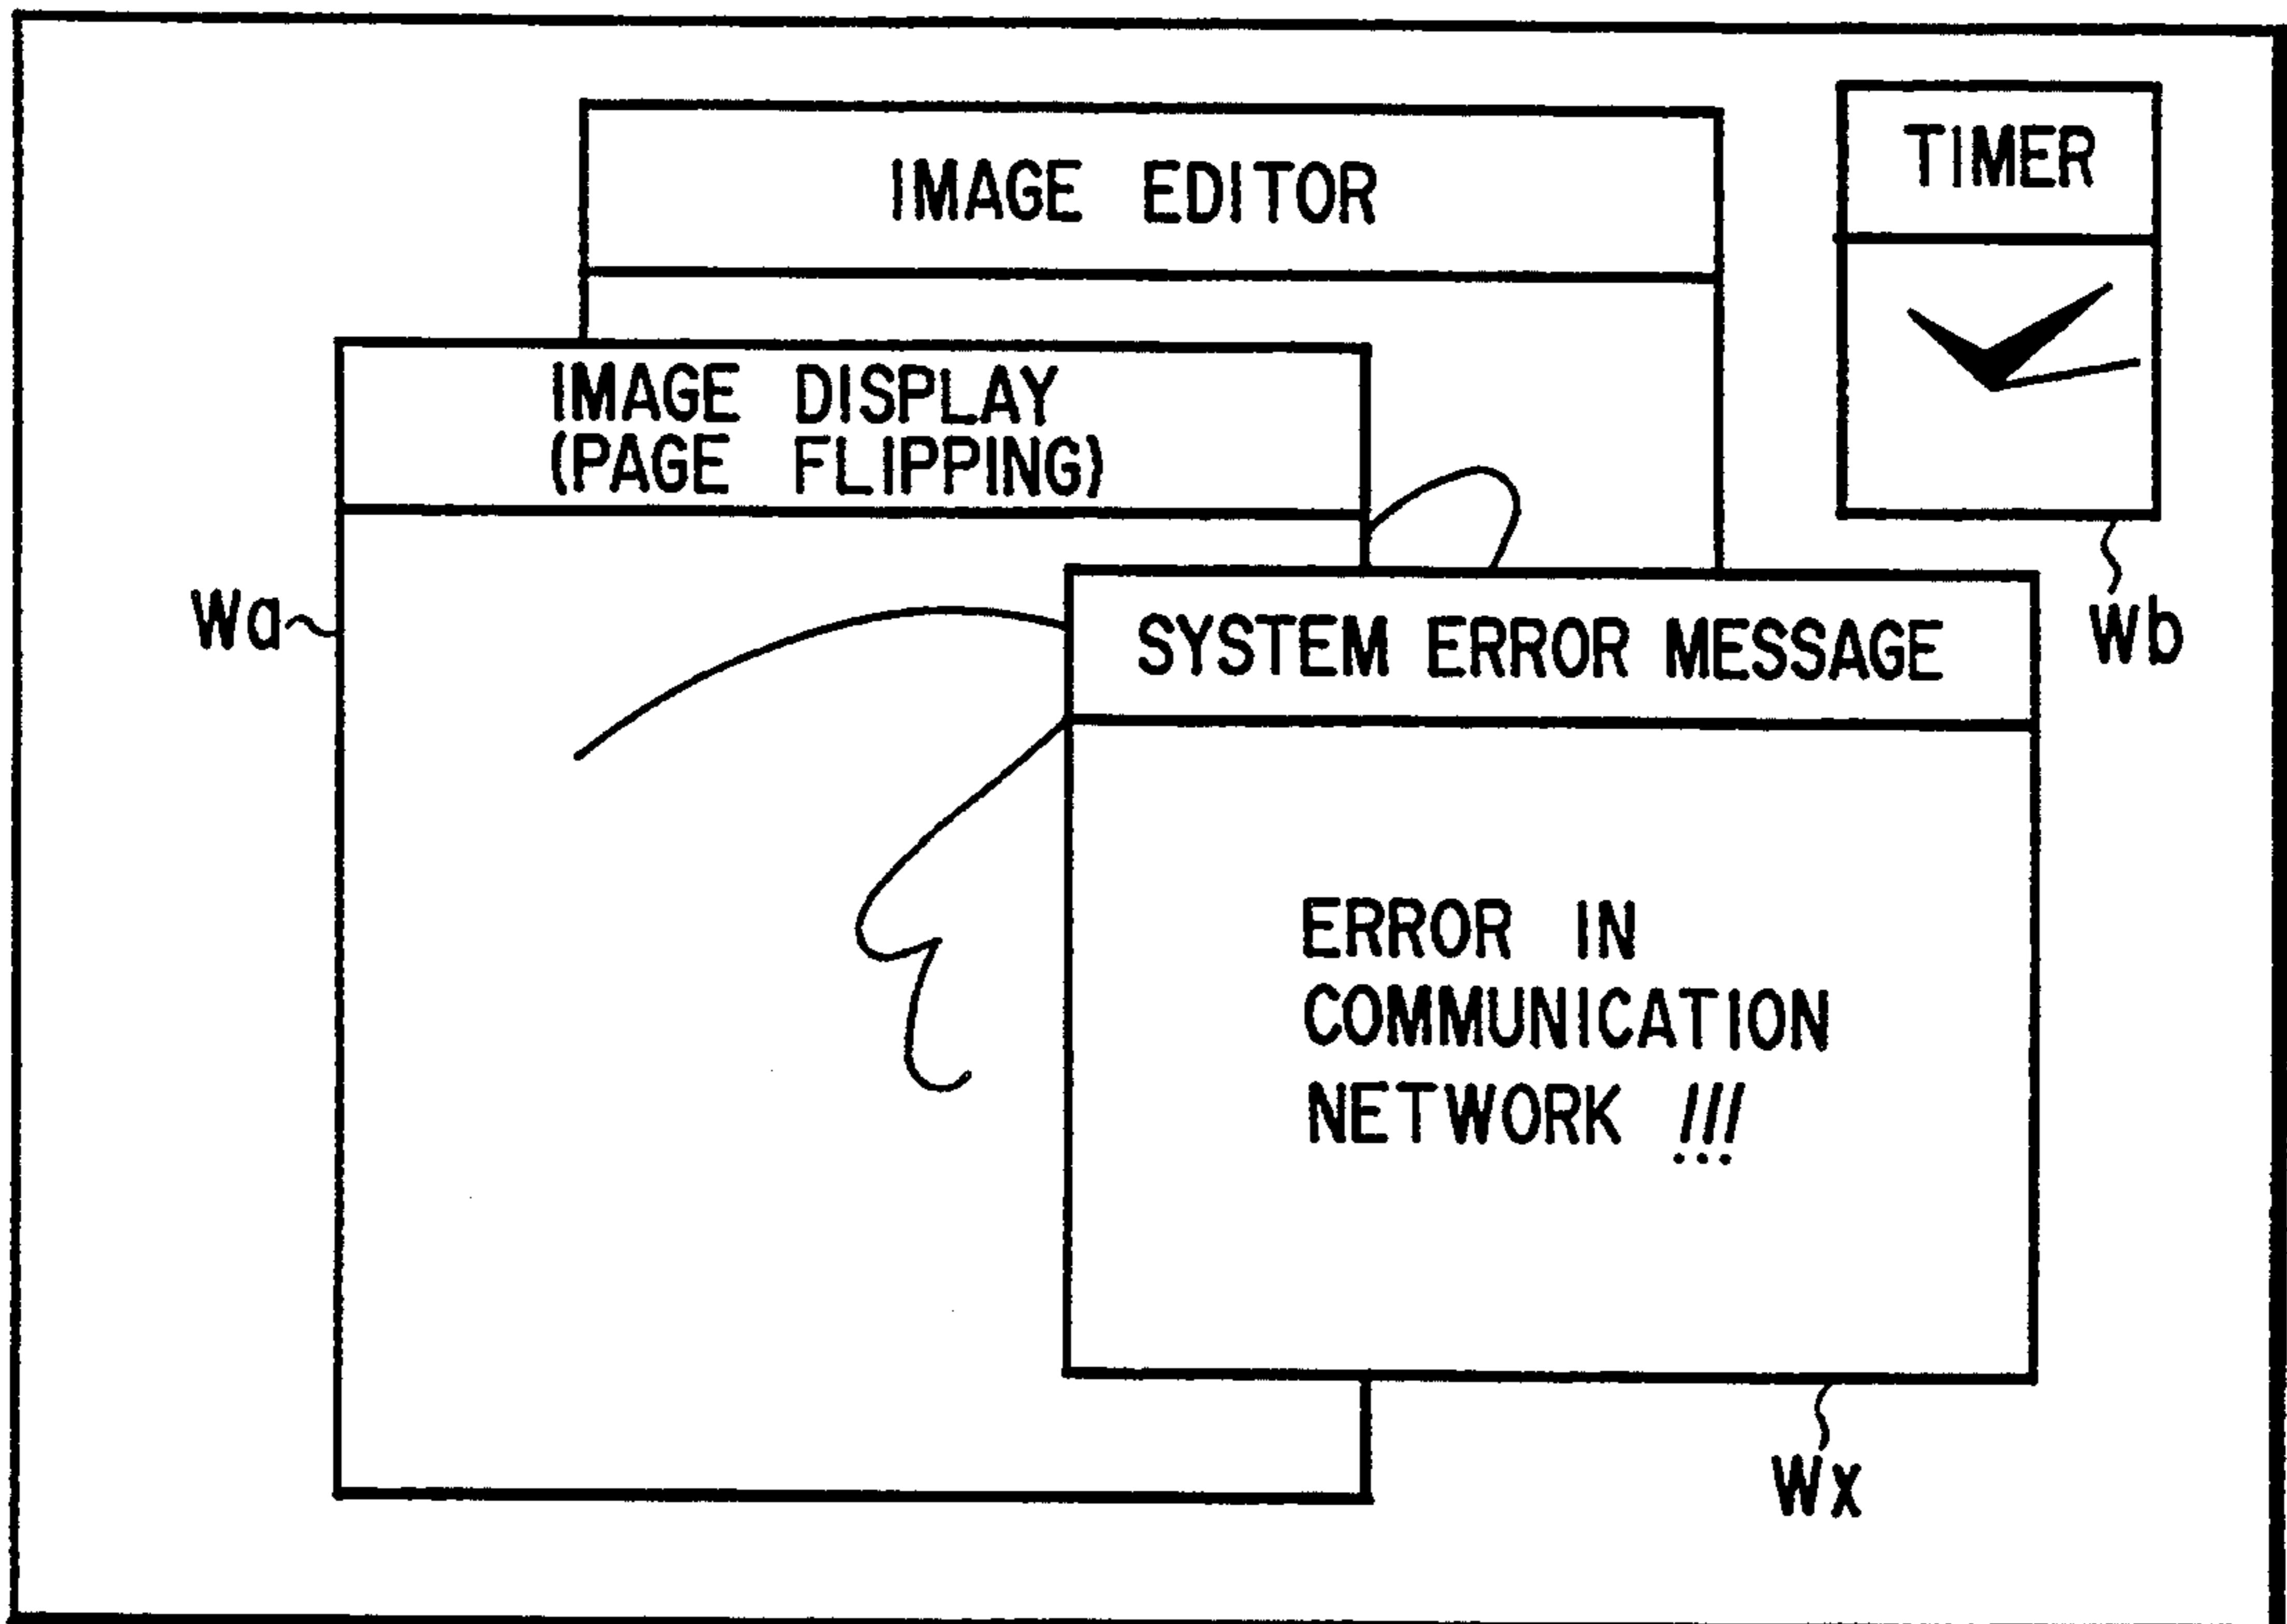 IMAGE EDITOR
TIMER
IMAGE DISPLAY
(PAGE FLIPPING)
Wa
Wb
SYSTEM ERROR MESSAGE
ERROR IN
COMMUNICATION
NETWORK !!!
Wx